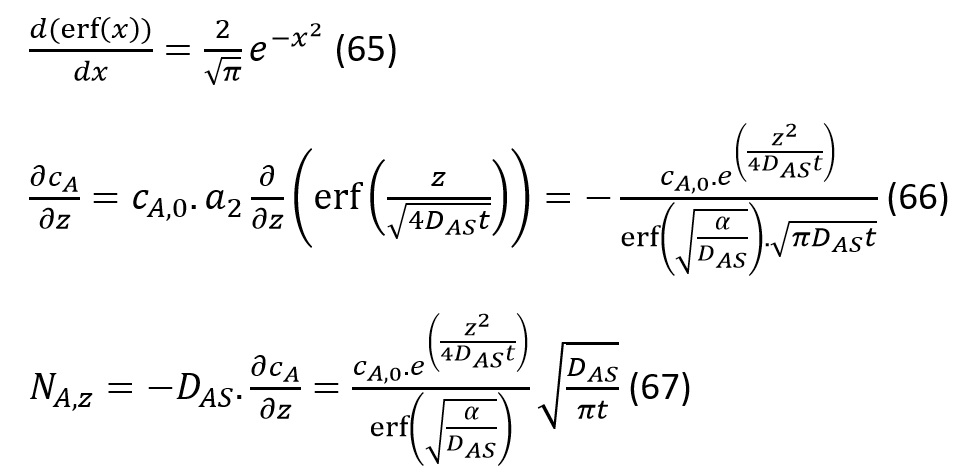 d(erf(x))/dx = 2/√π e^(−x²) (65)
∂c_A/∂z = c_{A,0}. a₂ ∂/∂z (erf(z/√(4D_{AS}t))) = − c_{A,0}.e^(z²/(4D_{AS}t)) / (erf(√(α/D_{AS})).√(πD_{AS}t)) (66)
N_{A,z} = −D_{AS}. ∂c_A/∂z = c_{A,0}.e^(z²/(4D_{AS}t)) / erf(√(α/D_{AS})) √(D_{AS}/πt) (67)